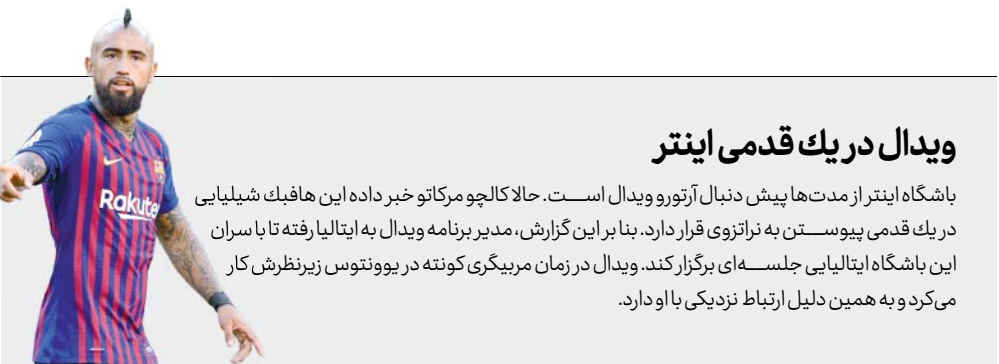 ویدال در یك قدمی اینتر
باشگاه اینتر از مدت‌ها پیش دنبال آرتورو ویدال است. حالا کالچو مرکاتو خبر داده این هافبك شیلیایی
در یك قدمی پیوستن به نراتزوی قرار دارد. بنا بر این گزارش، مدیر برنامه ویدال به ایتالیا رفته تا با سران
این باشگاه ایتالیایی جلسه‌ای برگزار کند. ویدال در زمان مربیگری کونته در یوونتوس زیرنظرش کار
می‌کرد و به همین دلیل ارتباط نزدیکی با او دارد.
Rakuten